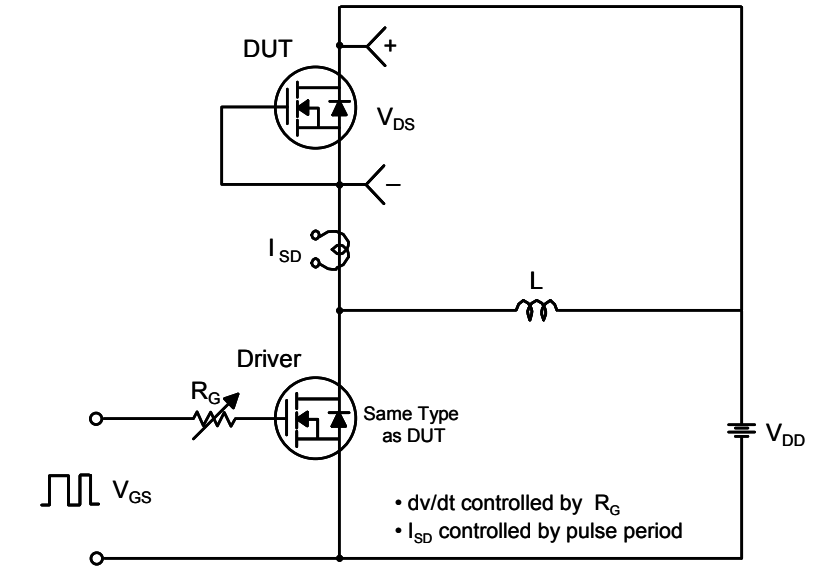 DUT
+
V_DS
−
I_SD
L
Driver
R_G
Same Type
as DUT
V_DD
V_GS
• dv/dt controlled by R_G
• I_SD controlled by pulse period